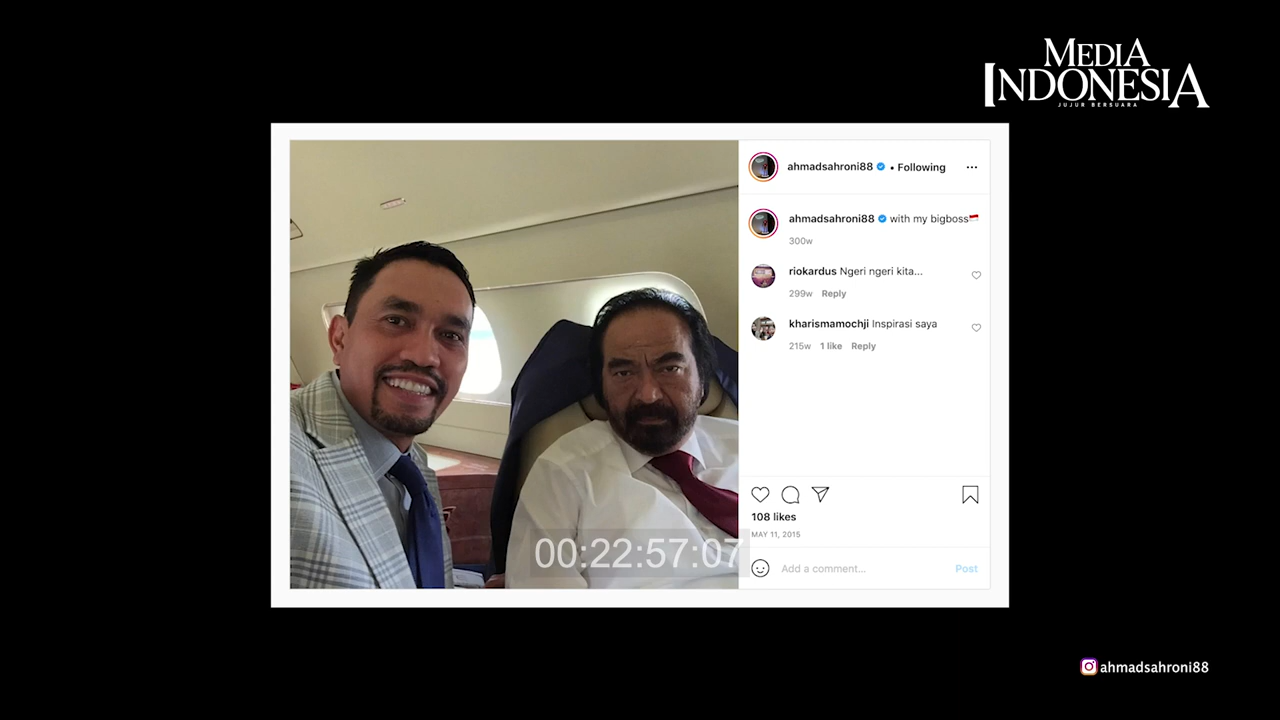 MEDIA
INDONESIA
JUJUR BERSUARA
ahmadsahroni88 • Following
ahmadsahroni88 with my bigboss
300w
riokardus Ngeri ngeri kita...
299w Reply
kharismamochji Inspirasi saya
215w 1 like Reply
108 likes
MAY 11, 2015
Add a comment... Post
00:22:57:07
ahmadsahroni88